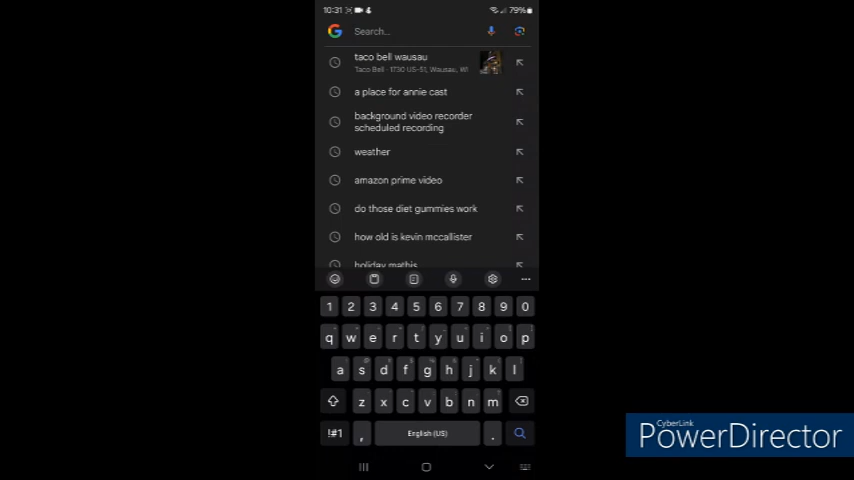 10:31 79%
Search...
taco bell wausau
Taco Bell · 1730 US-51, Wausau, WI
a place for annie cast
background video recorder
scheduled recording
weather
amazon prime video
do those diet gummies work
how old is kevin mccallister
holiday mathis
1 2 3 4 5 6 7 8 9 0
q w e r t y u i o p
a s d f g h j k l
z x c v b n m
!#1 , English (US) .
CyberLink
PowerDirector